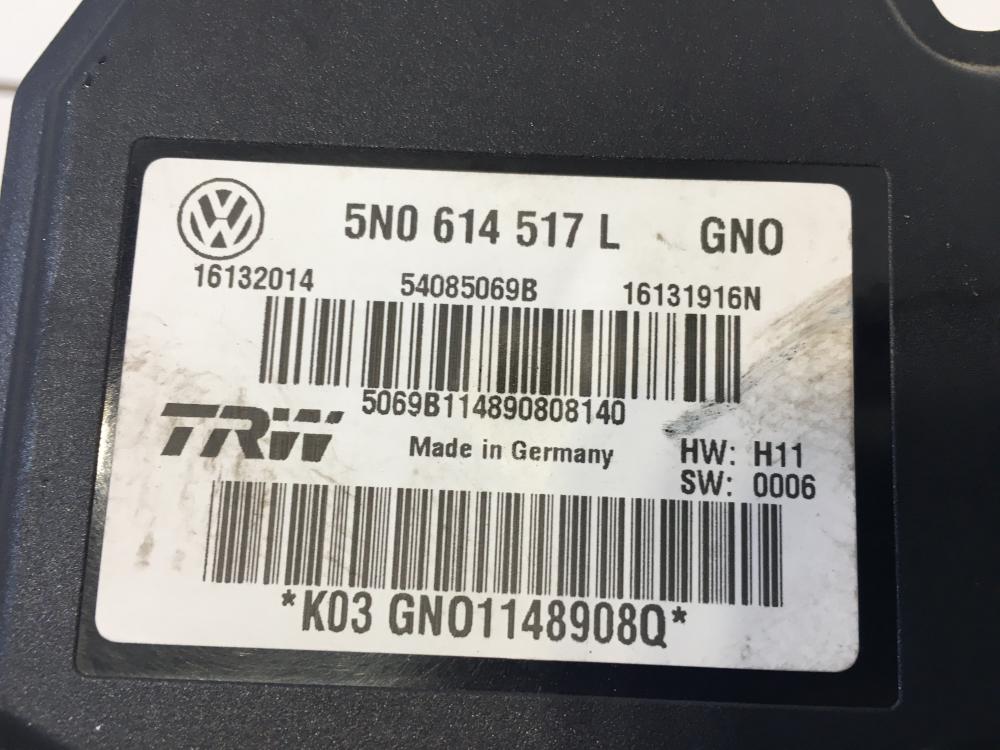 5N0 614 517 L GNO
16132014 54085069B 16131916N
5069B114890808140
TRW Made in Germany HW: H11
SW: 0006
*K03 GNO1148908Q*